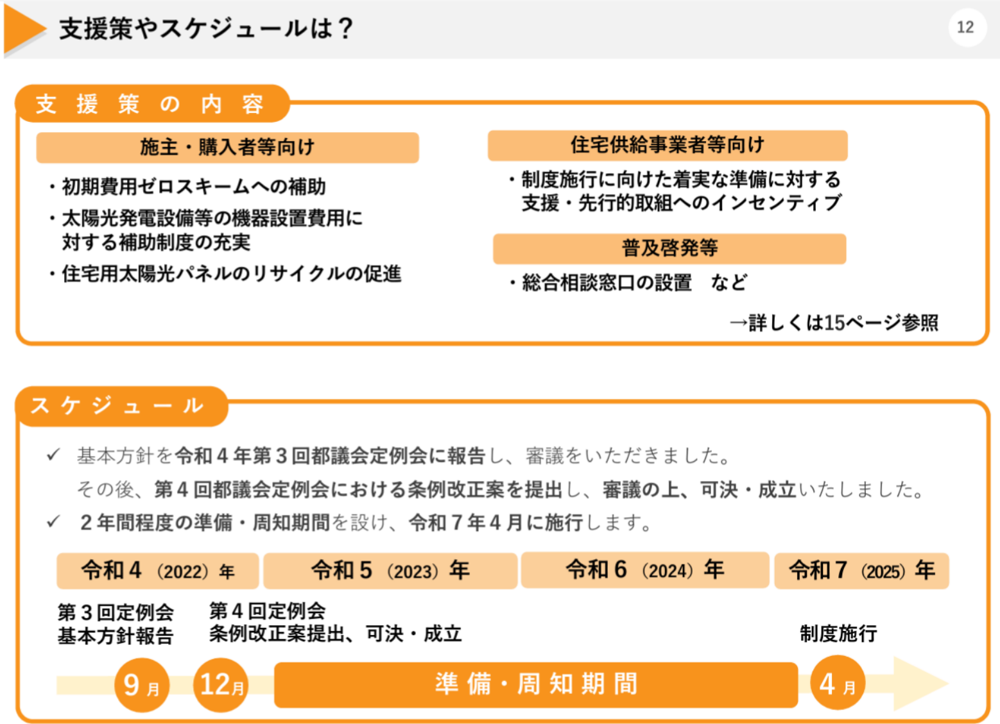 支援策やスケジュールは？
12
支援策の内容
施主・購入者等向け
・初期費用ゼロスキームへの補助
・太陽光発電設備等の機器設置費用に
対する補助制度の充実
・住宅用太陽光パネルのリサイクルの促進
住宅供給事業者等向け
・制度施行に向けた着実な準備に対する
支援・先行的取組へのインセンティブ
普及啓発等
・総合相談窓口の設置　など
→詳しくは15ページ参照
スケジュール
✓ 基本方針を令和４年第３回都議会定例会に報告し、審議をいただきました。
その後、第４回都議会定例会における条例改正案を提出し、審議の上、可決・成立いたしました。
✓ ２年間程度の準備・周知期間を設け、令和７年４月に施行します。
令和４（2022）年
令和５（2023）年
令和６（2024）年
令和７（2025）年
第３回定例会
基本方針報告
第４回定例会
条例改正案提出、可決・成立
制度施行
9月
12月
準備・周知期間
4月